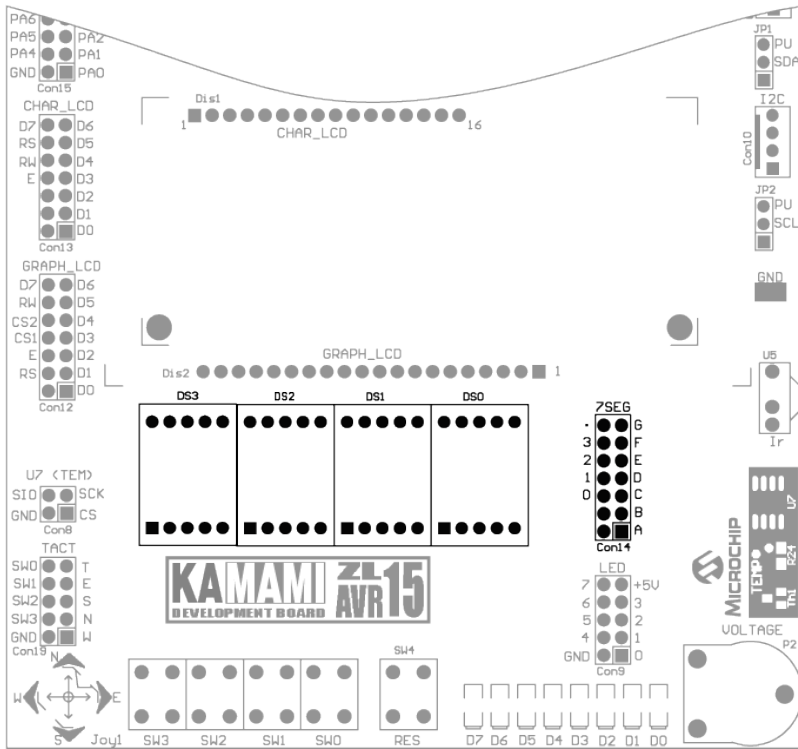 PA6
PA5 PA2
PA4 PA1
GND PA0
Con15
CHAR_LCD
D7 D6
RS D5
RW D4
E D3
D2
D1
D0
Con13
GRAPH_LCD
D7 D6
RW D5
CS2 D4
CS1 D3
E D2
RS D1
D0
Con12
Dis1
1 16
CHAR_LCD
GRAPH_LCD
Dis2 1
JP1
PU
SDA
I2C
Con10
JP2
PU
SCL
GND
U5
Ir
DS3 DS2 DS1 DS0
7SEG
. G
3 F
2 E
1 D
0 C
B
A
Con14
U7 (TEM)
SIO SCK
GND CS
Con8
TACT
SW0 T
SW1 E
SW2 S
SW3 N
GND W
Con19
KAMAMI
DEVELOPMENT BOARD
ZL
AVR 15
LED
7 +5V
6 3
5 2
4 1
GND 0
Con9
MICROCHIP
TEMP
U7
R24
Th1
VOLTAGE
P2
N
W E
S Joy1
SW3 SW2 SW1 SW0
SW4
RES
D7 D6 D5 D4 D3 D2 D1 D0